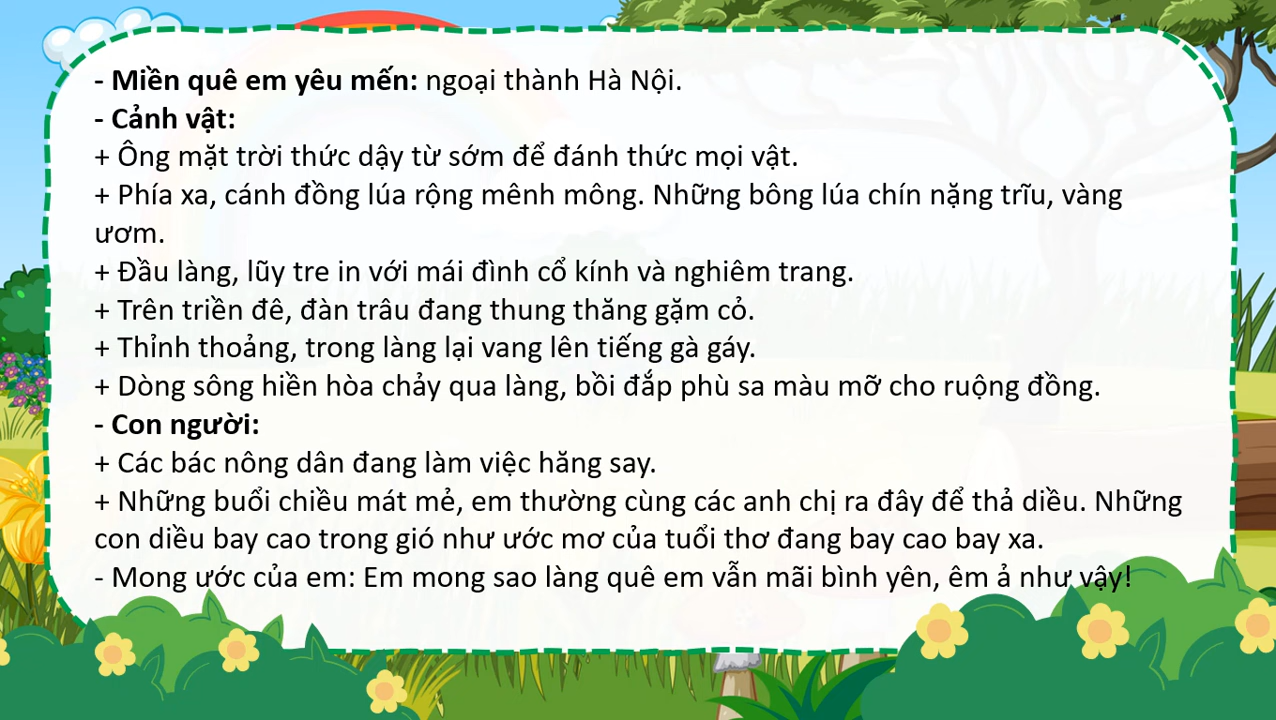 - Miền quê em yêu mến: ngoại thành Hà Nội.
- Cảnh vật:
+ Ông mặt trời thức dậy từ sớm để đánh thức mọi vật.
+ Phía xa, cánh đồng lúa rộng mênh mông. Những bông lúa chín nặng trĩu, vàng
ươm.
+ Đầu làng, lũy tre in với mái đình cổ kính và nghiêm trang.
+ Trên triền đê, đàn trâu đang thung thăng gặm cỏ.
+ Thỉnh thoảng, trong làng lại vang lên tiếng gà gáy.
+ Dòng sông hiền hòa chảy qua làng, bồi đắp phù sa màu mỡ cho ruộng đồng.
- Con người:
+ Các bác nông dân đang làm việc hăng say.
+ Những buổi chiều mát mẻ, em thường cùng các anh chị ra đây để thả diều. Những
con diều bay cao trong gió như ước mơ của tuổi thơ đang bay cao bay xa.
- Mong ước của em: Em mong sao làng quê em vẫn mãi bình yên, êm ả như vậy!